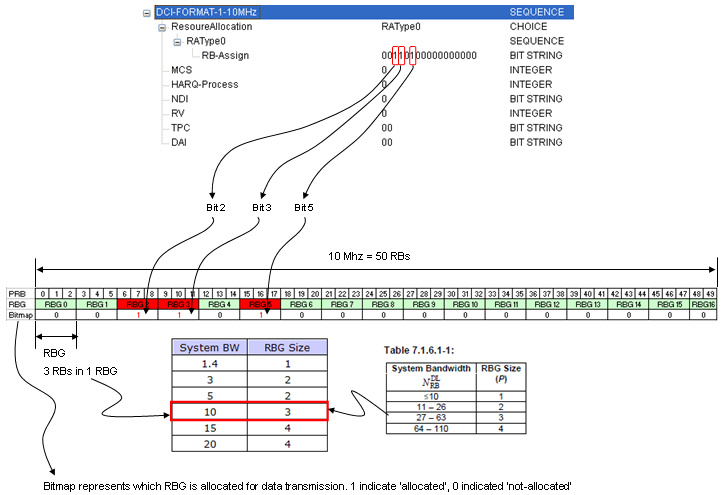 DCI-FORMAT-1-10MHz SEQUENCE
ResoureAllocation RAType0 CHOICE
RAType0 SEQUENCE
RB-Assign 00110100000000000 BIT STRING
MCS 0 INTEGER
HARQ-Process 0 INTEGER
NDI 0 BIT STRING
RV 0 INTEGER
TPC 00 BIT STRING
DAI 00 BIT STRING
Bit2 Bit3 Bit5
10 Mhz = 50 RBs
PRB 0 1 2 3 4 5 6 7 8 9 10 11 12 13 14 15 16 17 18 19 20 21 22 23 24 25 26 27 28 29 30 31 32 33 34 35 36 37 38 39 40 41 42 43 44 45 46 47 48 49
RBG RBG 0 RBG 1 RBG 2 RBG 3 RBG 4 RBG 5 RBG 6 RBG 7 RBG 8 RBG 9 RBG 10 RBG 11 RBG 12 RBG 13 RBG 14 RBG 15 RBG16
Bitmap 0 0 1 1 0 1 0 0 0 0 0 0 0 0 0 0 0
RBG
3 RBs in 1 RBG
System BW RBG Size
1.4 1
3 2
5 2
10 3
15 4
20 4
Table 7.1.6.1-1:
System Bandwidth RBG Size
N DL RB (P)
≤10 1
11 – 26 2
27 – 63 3
64 – 110 4
Bitmap represents which RBG is allocated for data transmission. 1 indicate 'allocated', 0 indicated 'not-allocated'